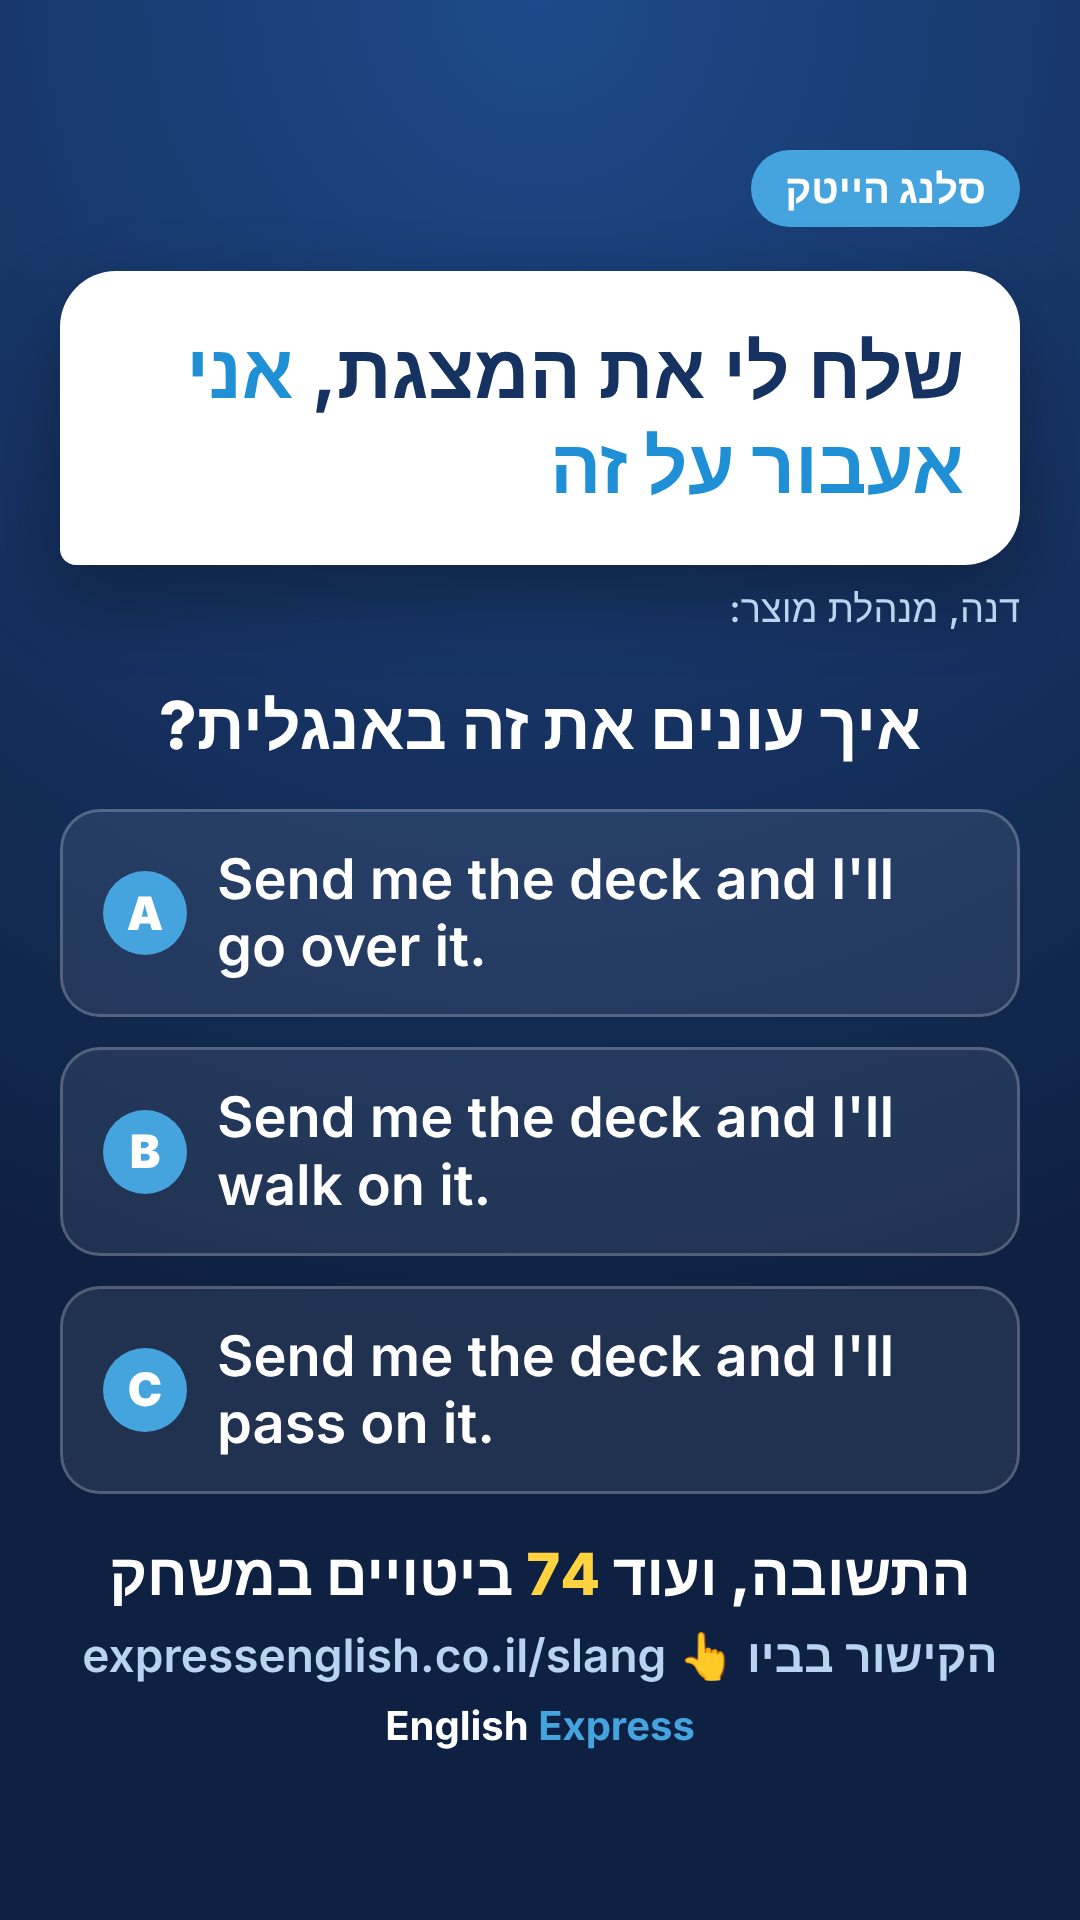 סלנג הייטק
שלח לי את המצגת, אני
אעבור על זה
דנה, מנהלת מוצר:
איך עונים את זה באנגלית?
A Send me the deck and I'll
go over it.
B Send me the deck and I'll
walk on it.
C Send me the deck and I'll
pass on it.
התשובה, ועוד 74 ביטויים במשחק
הקישור בביו 👆 expressenglish.co.il/slang
English Express